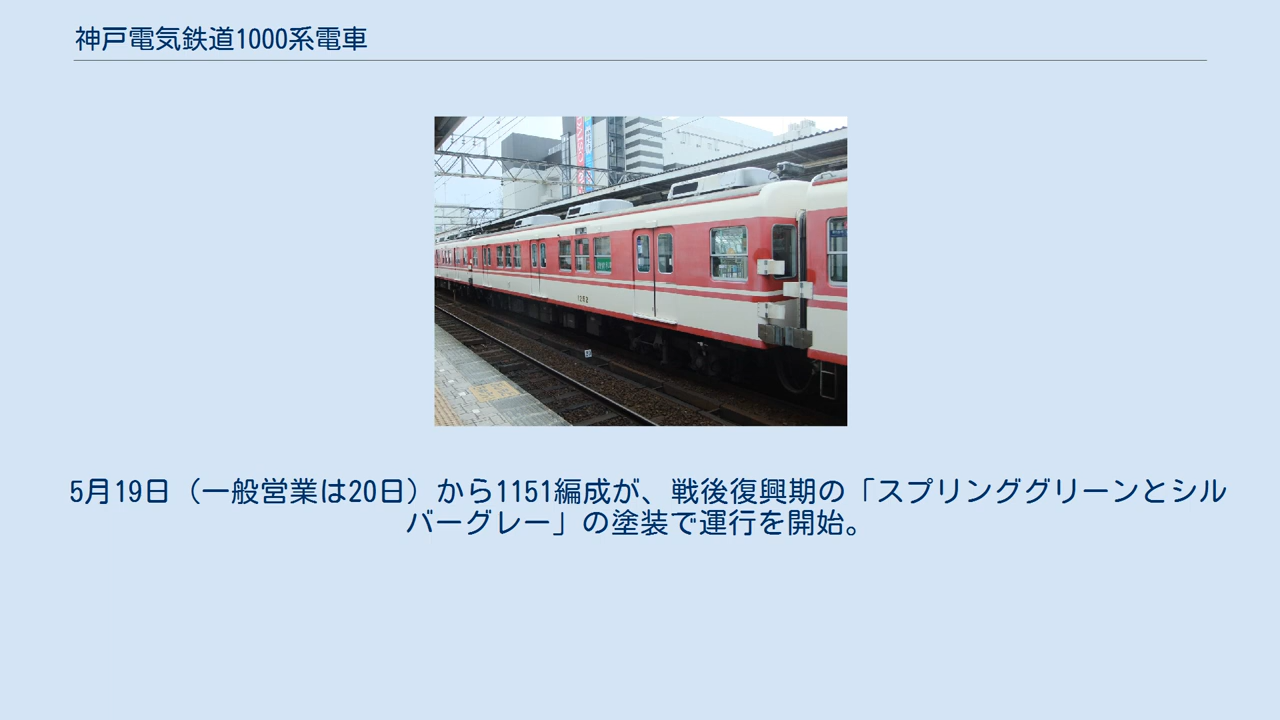 神戸電気鉄道1000系電車
5月19日（一般営業は20日）から1151編成が、戦後復興期の「スプリンググリーンとシル
バーグレー」の塗装で運行を開始。